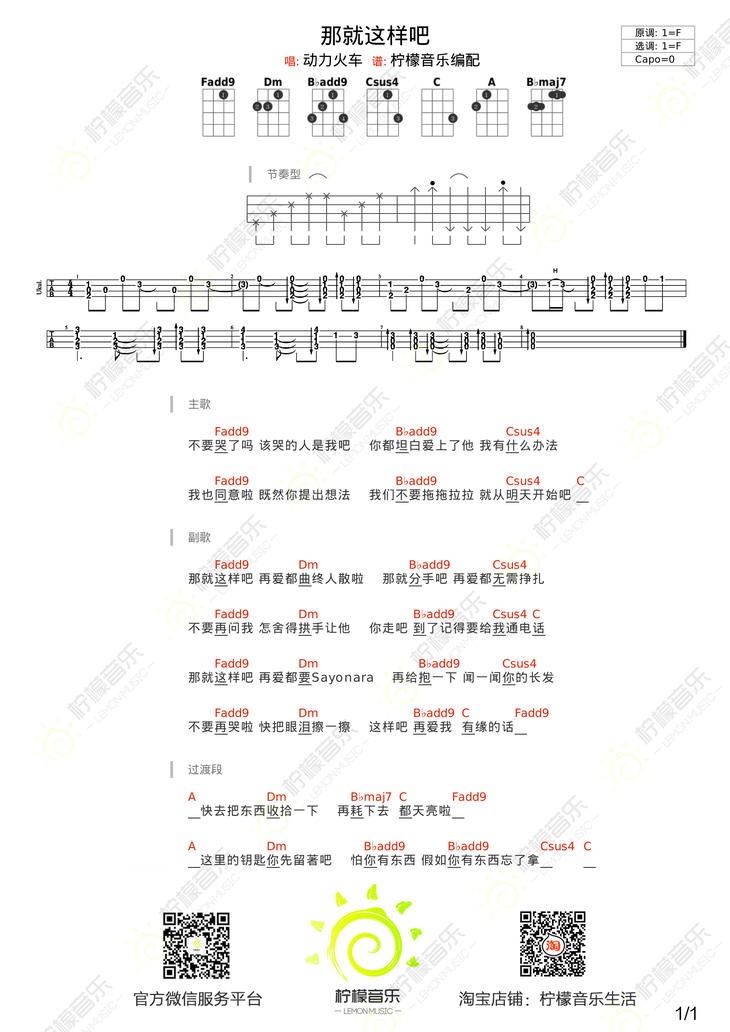 那就这样吧
唱: 动力火车 谱: 柠檬音乐编配
原调: 1=F
选调: 1=F
Capo=0
Fadd9 Dm B♭add9 Csus4 C A B♭maj7
节奏型
主歌
Fadd9 B♭add9 Csus4
不要哭了吗 该哭的人是我吧 你都坦白爱上了他 我有什么办法
B♭add9 Csus4 C
我也同意啦 既然你提出想法 我们不要拖拖拉拉 就从明天开始吧
副歌
Fadd9 Dm B♭add9 Csus4
那就这样吧 再爱都曲终人散啦 那就分手吧 再爱都无需挣扎
Fadd9 Dm B♭add9 Csus4 C
不要再问我 怎舍得拱手让他 你走吧 到了记得要给我通电话
Fadd9 Dm B♭add9 Csus4
那就这样吧 再爱都要Sayonara 再给抱一下 闻一闻你的长发
Fadd9 Dm B♭add9 C Fadd9
不要再哭啦 快把眼泪擦一擦 这样吧 再爱我 有缘的话
过渡段
A Dm B♭maj7 C Fadd9
快去把东西收拾一下 再耗下去 都天亮啦
A Dm B♭add9 B♭add9 Csus4 C
这里的钥匙你先留著吧 怕你有东西 假如你有东西忘了拿
柠檬音乐
—LEMON MUSIC—
官方微信服务平台
淘宝店铺：柠檬音乐生活
1/1